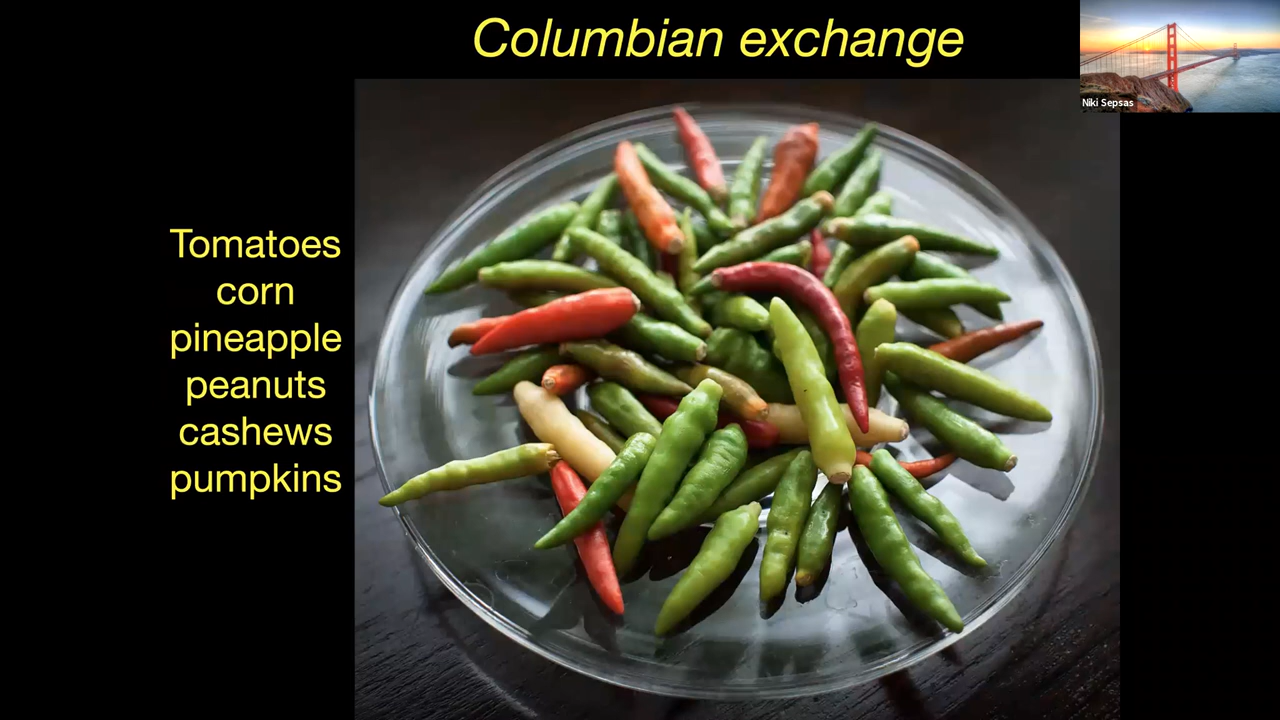 Columbian exchange
Niki Sepsas
Tomatoes
corn
pineapple
peanuts
cashews
pumpkins